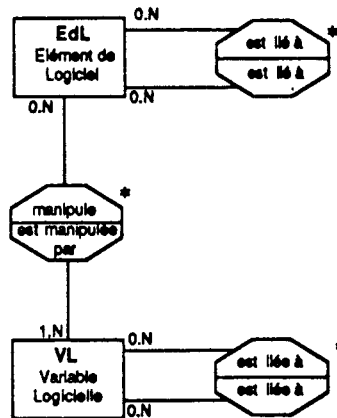 0.N
EdL
Elément de
Logiciel
0.N
0.N
est lié à
est lié à
*
manipule
est manipulée
par
*
1,N
VL
Variable
Logicielle
0.N
0.N
est liée à
est liée à